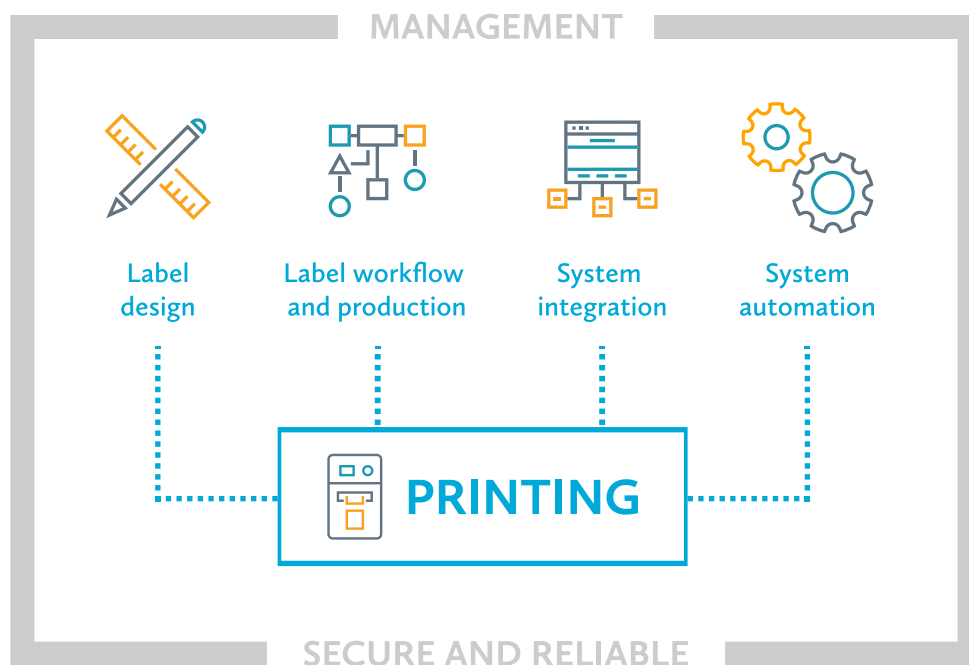 MANAGEMENT
Label
design
Label workflow
and production
System
integration
System
automation
PRINTING
SECURE AND RELIABLE